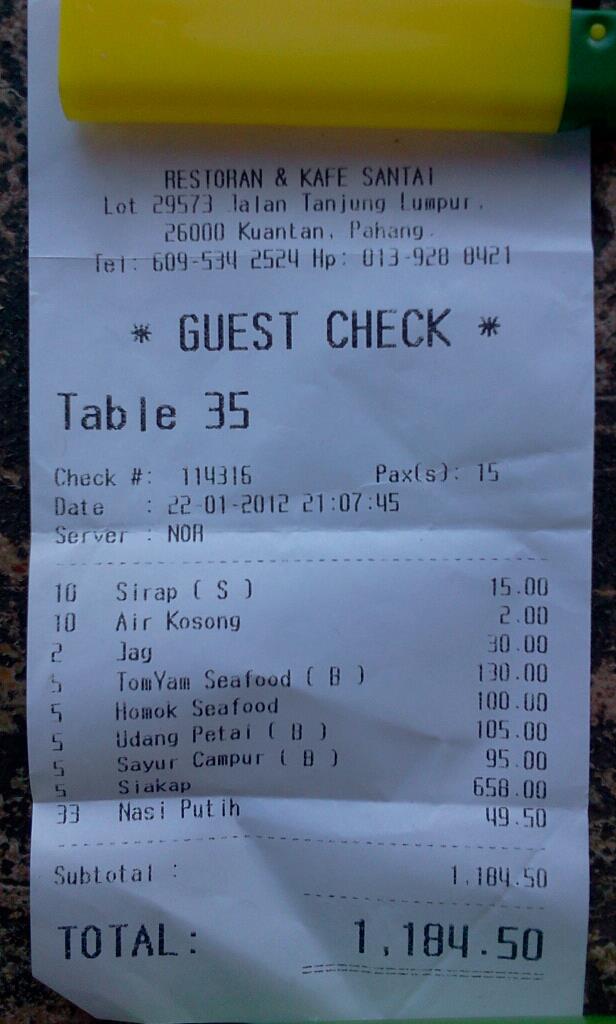 RESTORAN & KAFE SANTAI
Lot 29573 Jalan Tanjung Lumpur,
26000 Kuantan, Pahang.
Tel: 609-534 2524 Hp: 013-928 8421
* GUEST CHECK *
Table 35
Check #: 114316 Pax(s): 15
Date : 22-01-2012 21:07:45
Server : NOR
10 Sirap ( S ) 15.00
10 Air Kosong 2.00
2 Jag 30.00
5 TomYam Seafood ( B ) 130.00
5 Homok Seafood 100.00
5 Udang Petai ( B ) 105.00
5 Sayur Campur ( B ) 95.00
5 Siakap 658.00
33 Nasi Putih 49.50
Subtotal : 1,184.50
TOTAL: 1,184.50